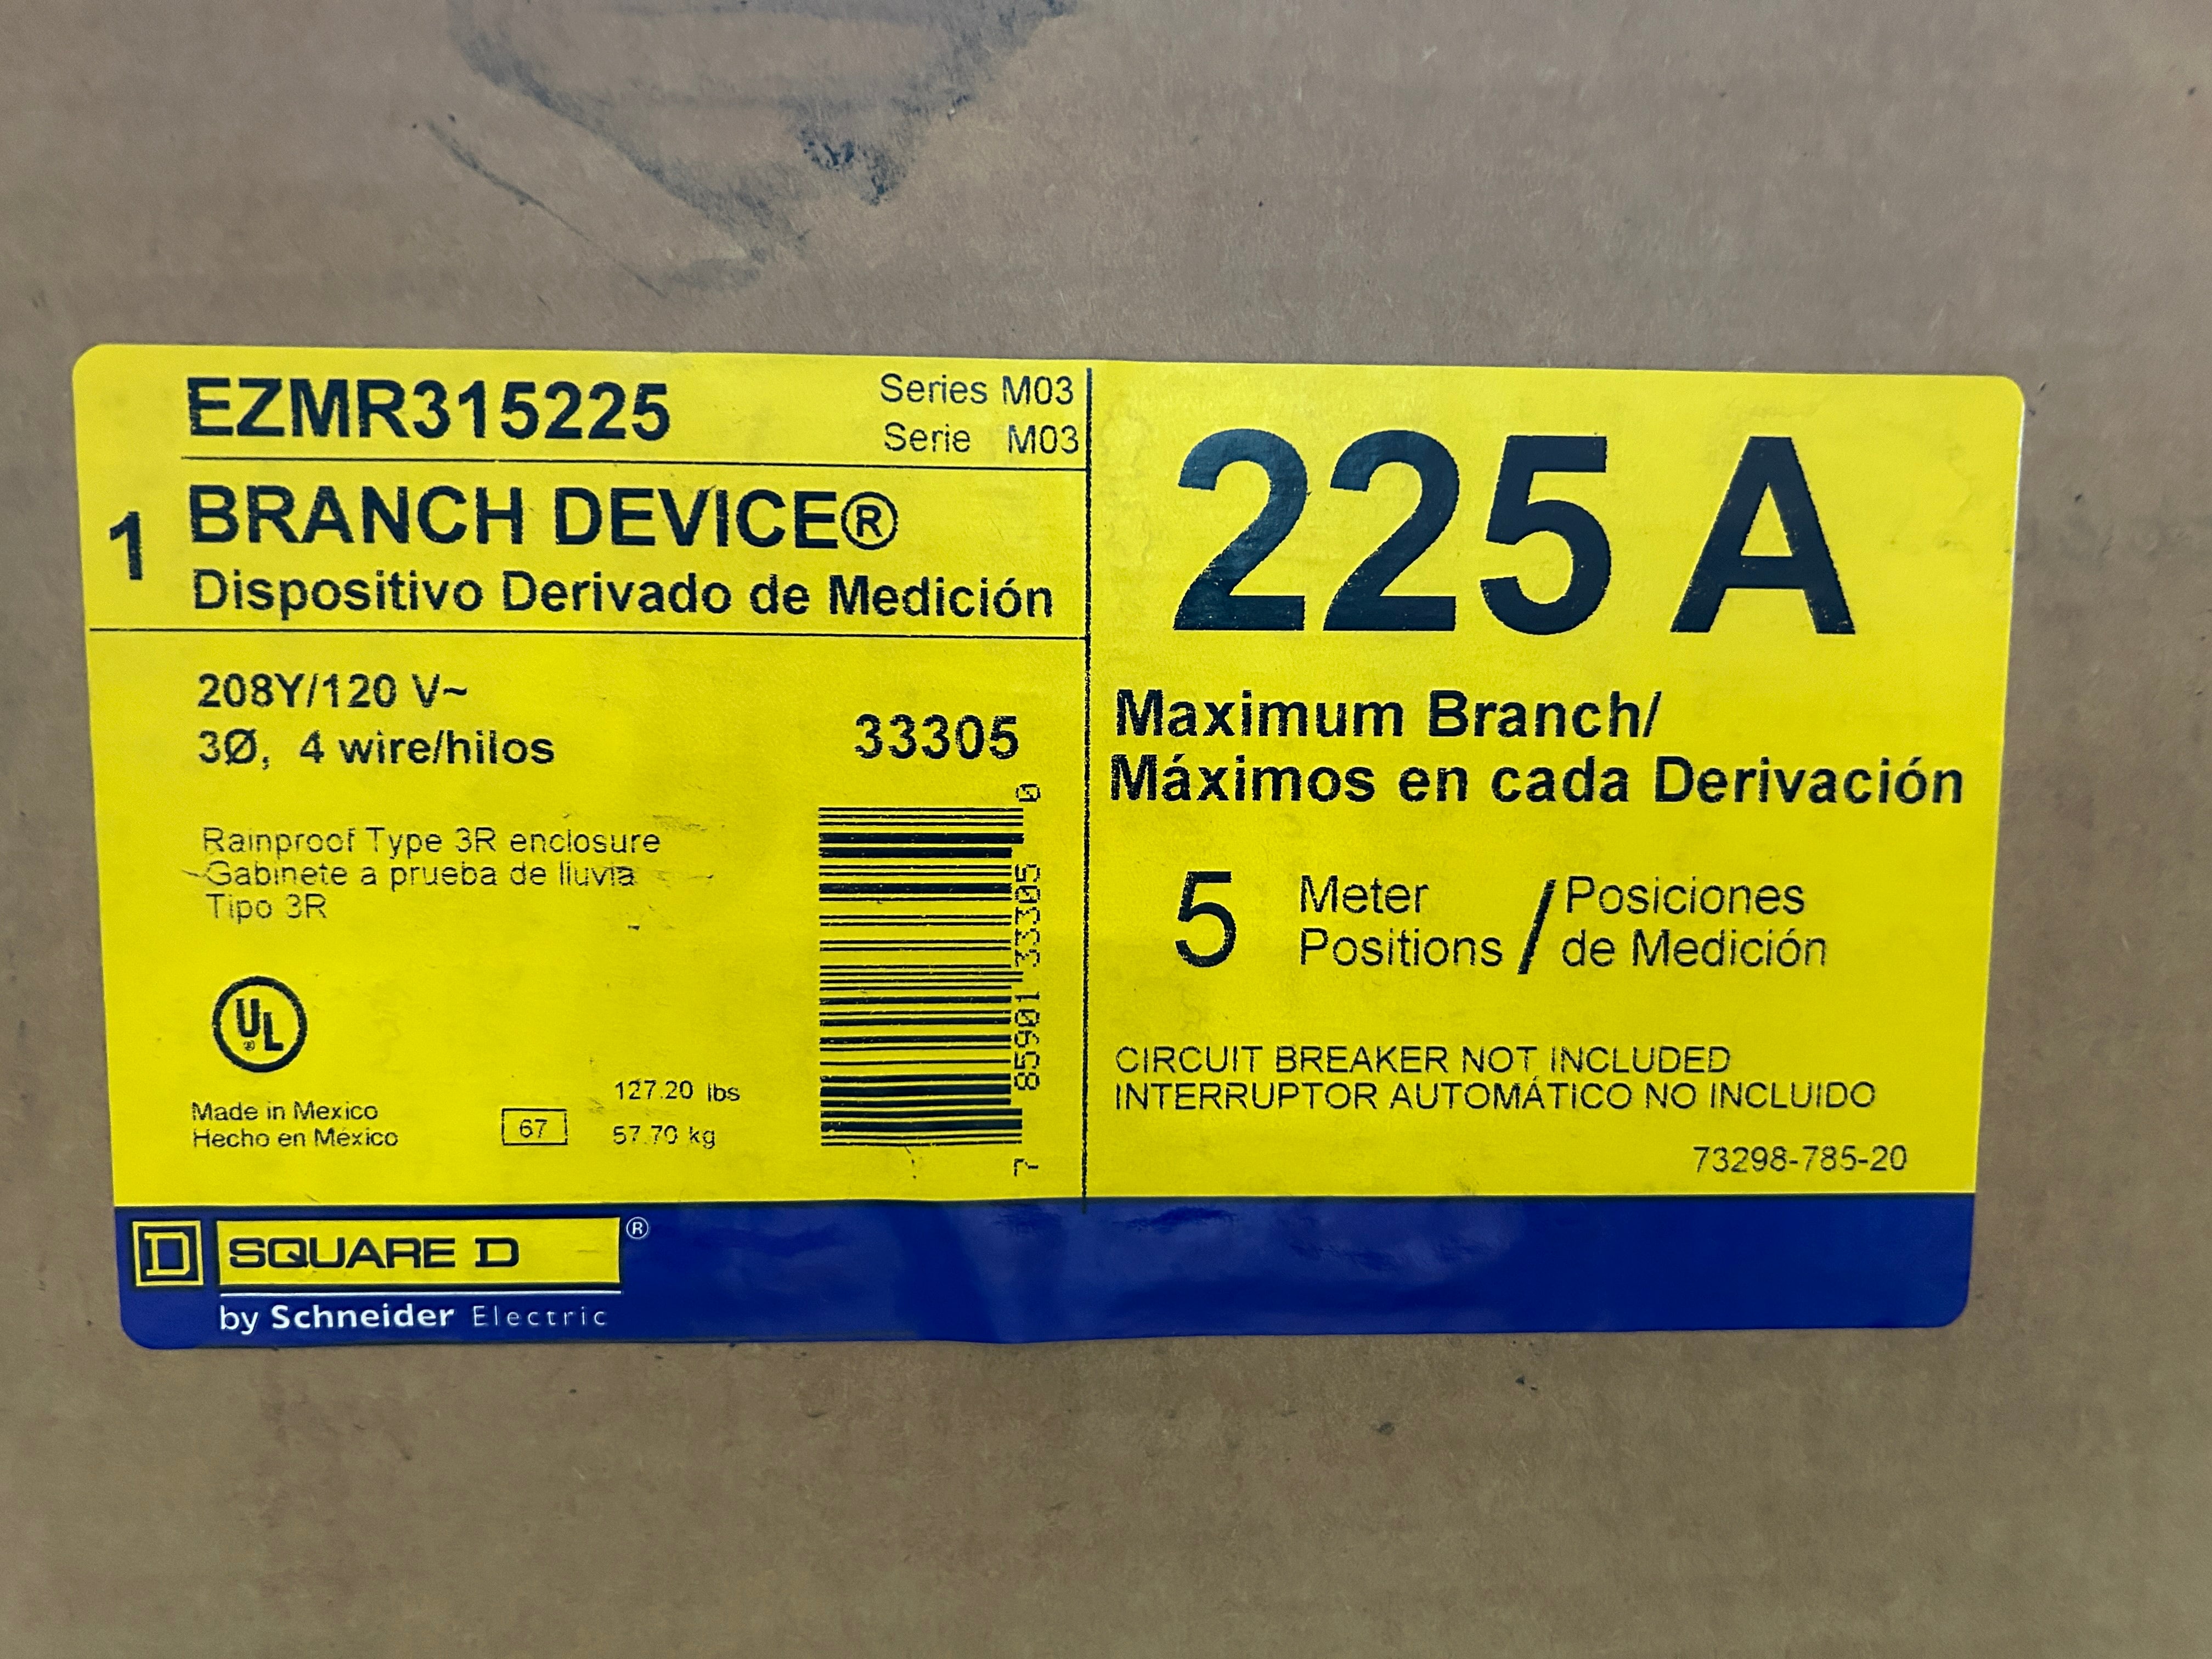 EZMR315225
Series M03
Serie M03
1
BRANCH DEVICE®
Dispositivo Derivado de Medición
208Y/120 V~
3Ø, 4 wire/hilos
33305
Rainproof Type 3R enclosure
Gabinete a prueba de lluvia
Tipo 3R
UL
®
Made in Mexico
Hecho en México
67
127.20 lbs
57.70 kg
7 85901 33305 0
225 A
Maximum Branch/
Máximos en cada Derivación
5 Meter Positions / Posiciones de Medición
CIRCUIT BREAKER NOT INCLUDED
INTERRUPTOR AUTOMÁTICO NO INCLUIDO
73298-785-20
D SQUARE D ®
by Schneider Electric